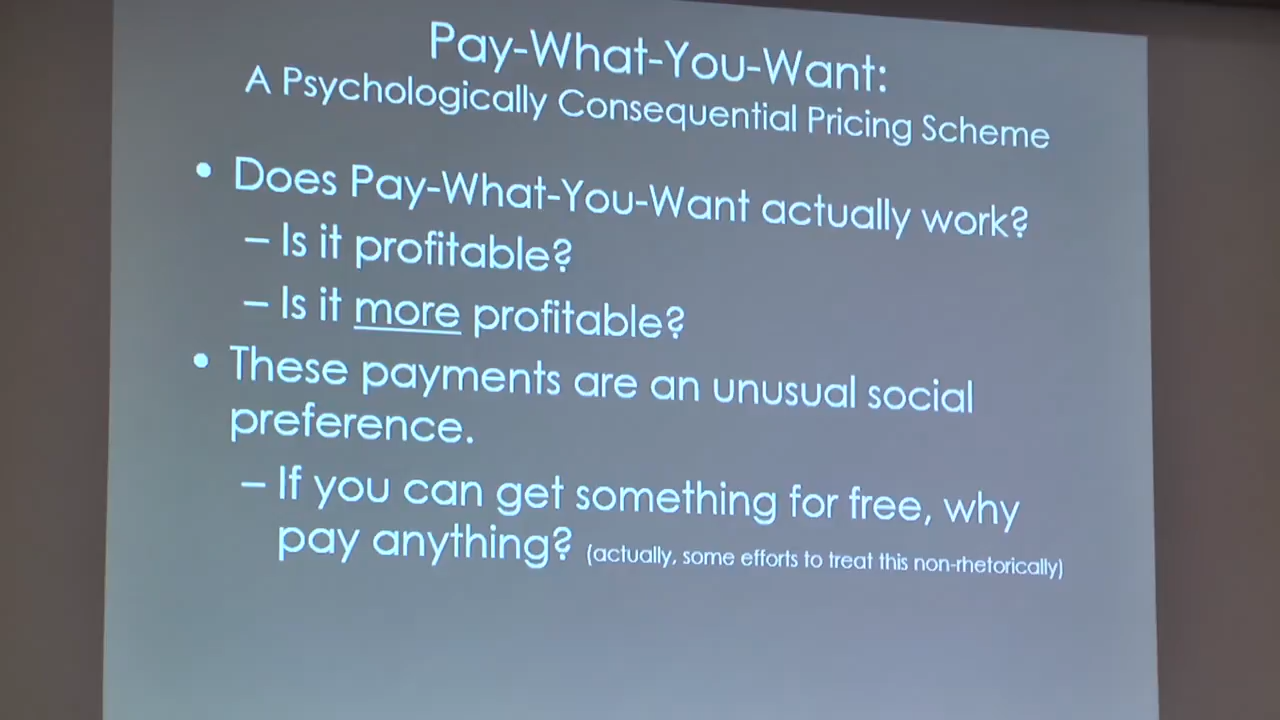 Pay-What-You-Want:
A Psychologically Consequential Pricing Scheme
• Does Pay-What-You-Want actually work?
– Is it profitable?
– Is it more profitable?
• These payments are an unusual social
preference.
– If you can get something for free, why
pay anything? (actually, some efforts to treat this non-rhetorically)